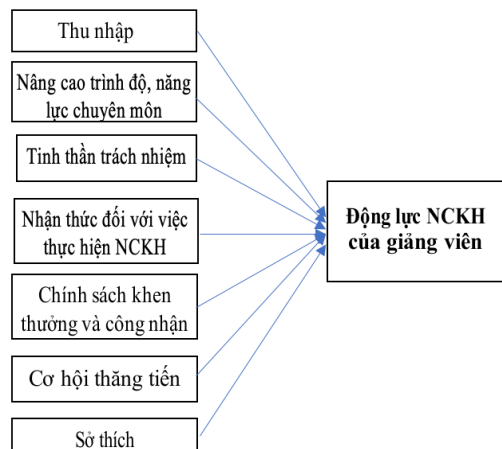 Thu nhập
Nâng cao trình độ, năng
lực chuyên môn
Tinh thần trách nhiệm
Nhận thức đối với việc
thực hiện NCKH
Chính sách khen
thưởng và công nhận
Cơ hội thăng tiến
Sở thích
Động lực NCKH
của giảng viên